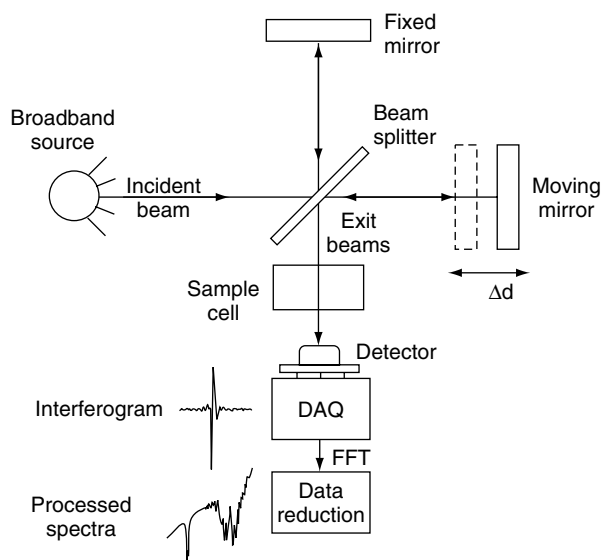 Fixed
mirror
Broadband
source
Beam
splitter
Incident
beam
Exit
beams
Moving
mirror
Δd
Sample
cell
Detector
Interferogram
DAQ
FFT
Processed
spectra
Data
reduction